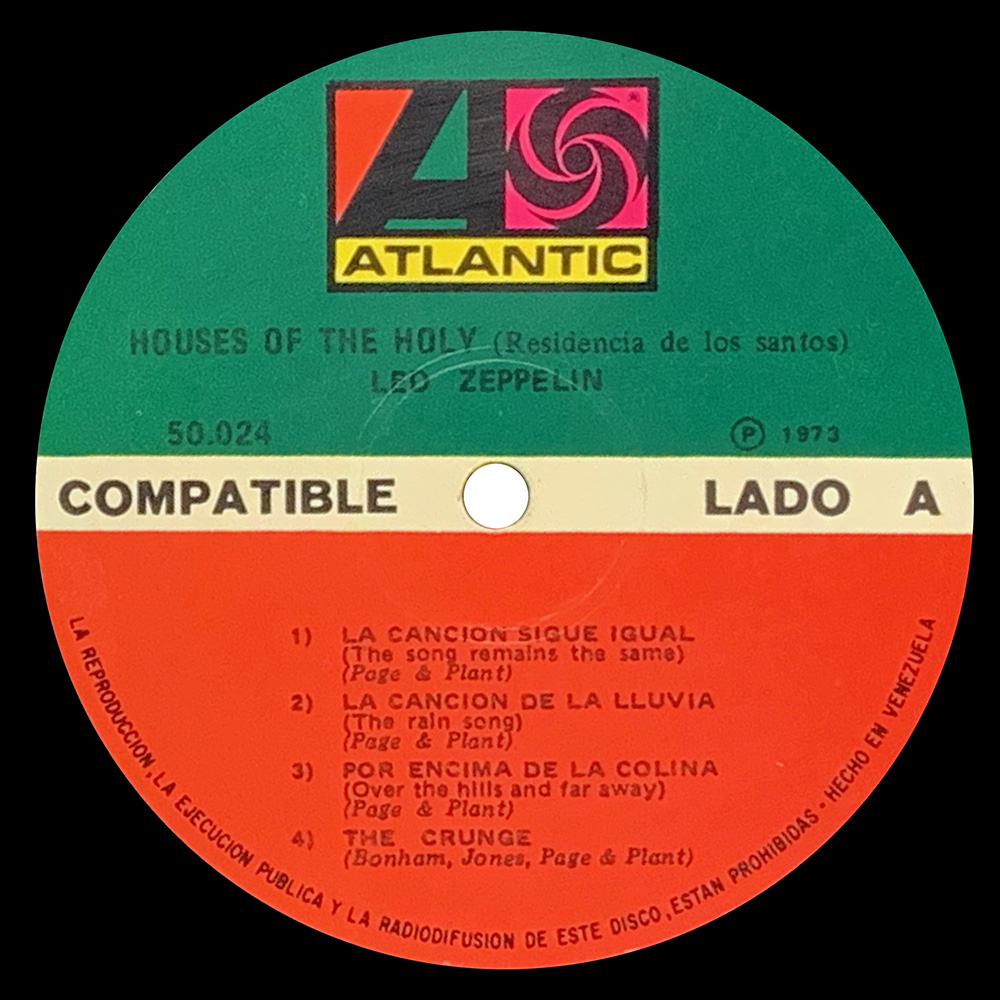 ATLANTIC
HOUSES OF THE HOLY (Residencia de los santos)
LED ZEPPELIN
50.024
Ⓟ 1973
COMPATIBLE
LADO A
1) LA CANCION SIGUE IGUAL
(The song remains the same)
(Page & Plant)
2) LA CANCION DE LA LLUVIA
(The rain song)
(Page & Plant)
3) POR ENCIMA DE LA COLINA
(Over the hills and far away)
(Page & Plant)
4) THE CRUNGE
(Bonham, Jones, Page & Plant)
LA REPRODUCCION, LA EJECUCION PUBLICA Y LA RADIODIFUSION DE ESTE DISCO, ESTAN PROHIBIDAS - HECHO EN VENEZUELA